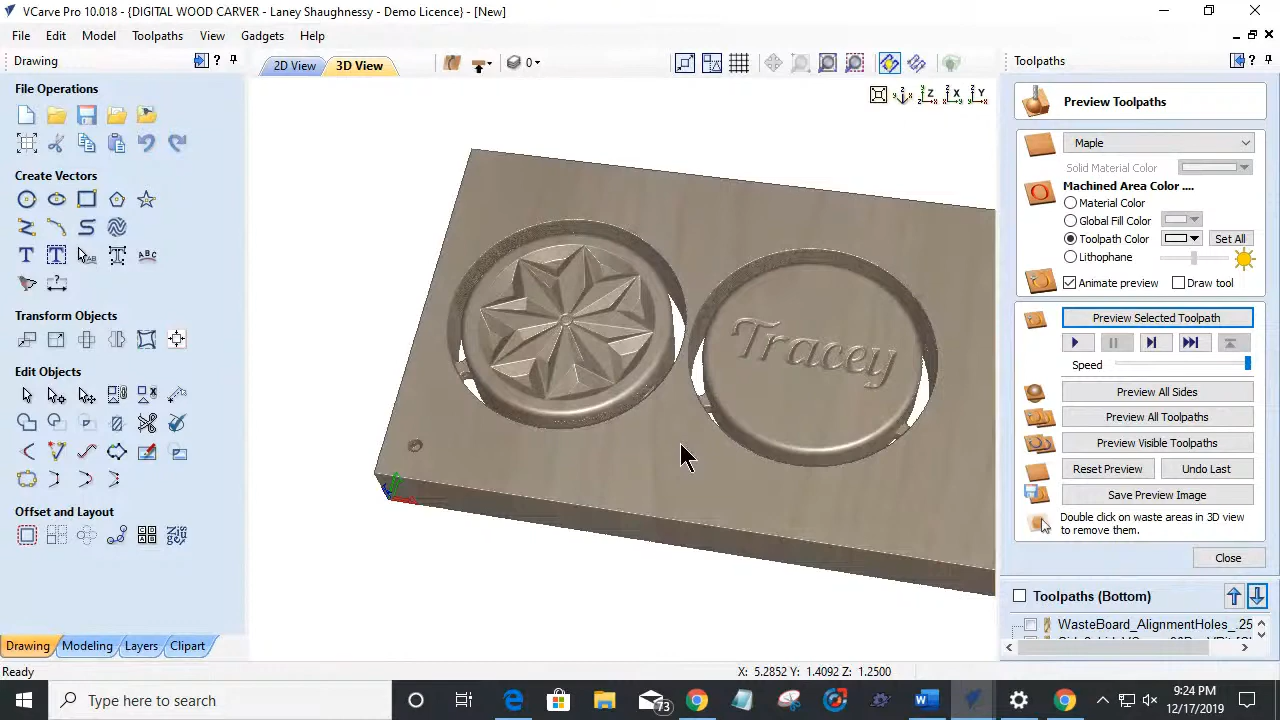 VCarve Pro 10.018 - {DIGITAL WOOD CARVER - Laney Shaughnessy - Demo Licence} - [New]
File Edit Model Toolpaths View Gadgets Help
Drawing
2D View
3D View
0
Toolpaths
File Operations
Create Vectors
Transform Objects
Edit Objects
Offset and Layout
Drawing Modeling Layers Clipart
Z X Y
Tracey
Preview Toolpaths
Maple
Solid Material Color
Machined Area Color ....
Material Color
Global Fill Color
Toolpath Color
Set All
Lithophane
Animate preview
Draw tool
Preview Selected Toolpath
Speed
Preview All Sides
Preview All Toolpaths
Preview Visible Toolpaths
Reset Preview
Undo Last
Save Preview Image
Double click on waste areas in 3D view
to remove them.
Close
Toolpaths (Bottom)
WasteBoard_AlignmentHoles_.25
Ready
X: 5.2852 Y: 1.4092 Z: 1.2500
Type here to search
73
9:24 PM
12/17/2019